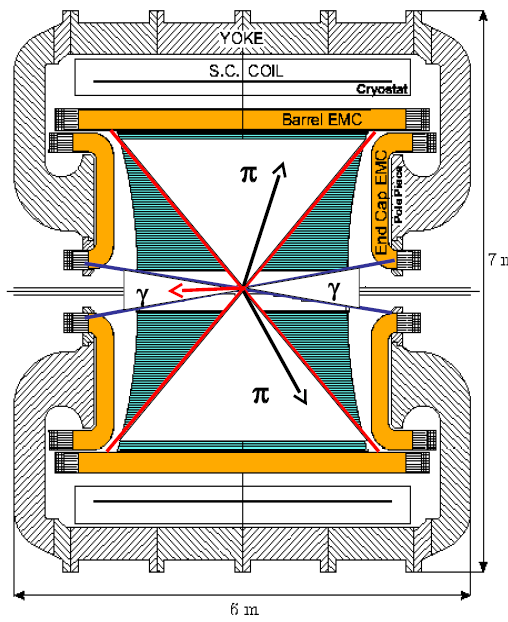 YOKE
S.C. COIL
Cryostat
Barrel EMC
End Cap EMC
Pole Piece
π
7 m
γ
γ
π
6 m